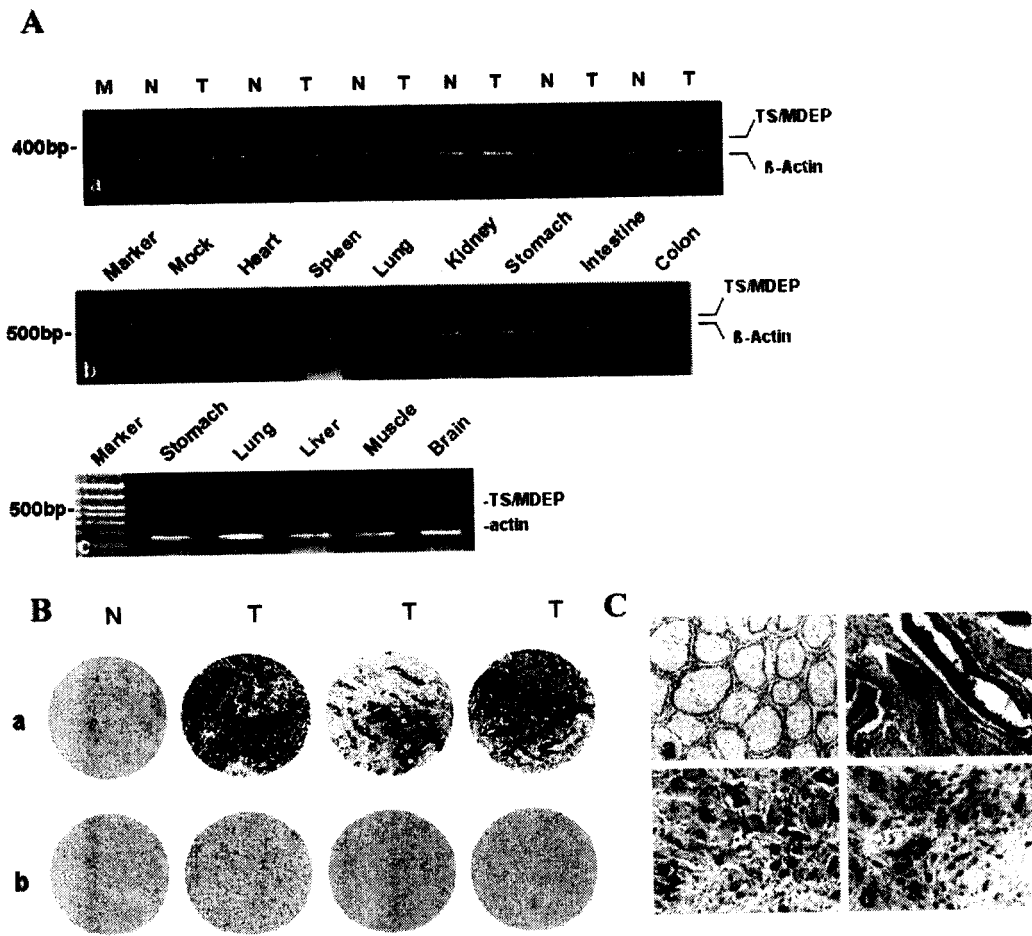 A
M N T N T N T N T N T N T
400bp-
TS/MDEP
ß-Actin
a
Marker Mock Heart Spleen Lung Kidney Stomach Intestine Colon
500bp-
TS/MDEP
ß-Actin
b
Marker Stomach Lung Liver Muscle Brain
500bp-
-TS/MDEP
-actin
c
B N T T T
C
a
a
b